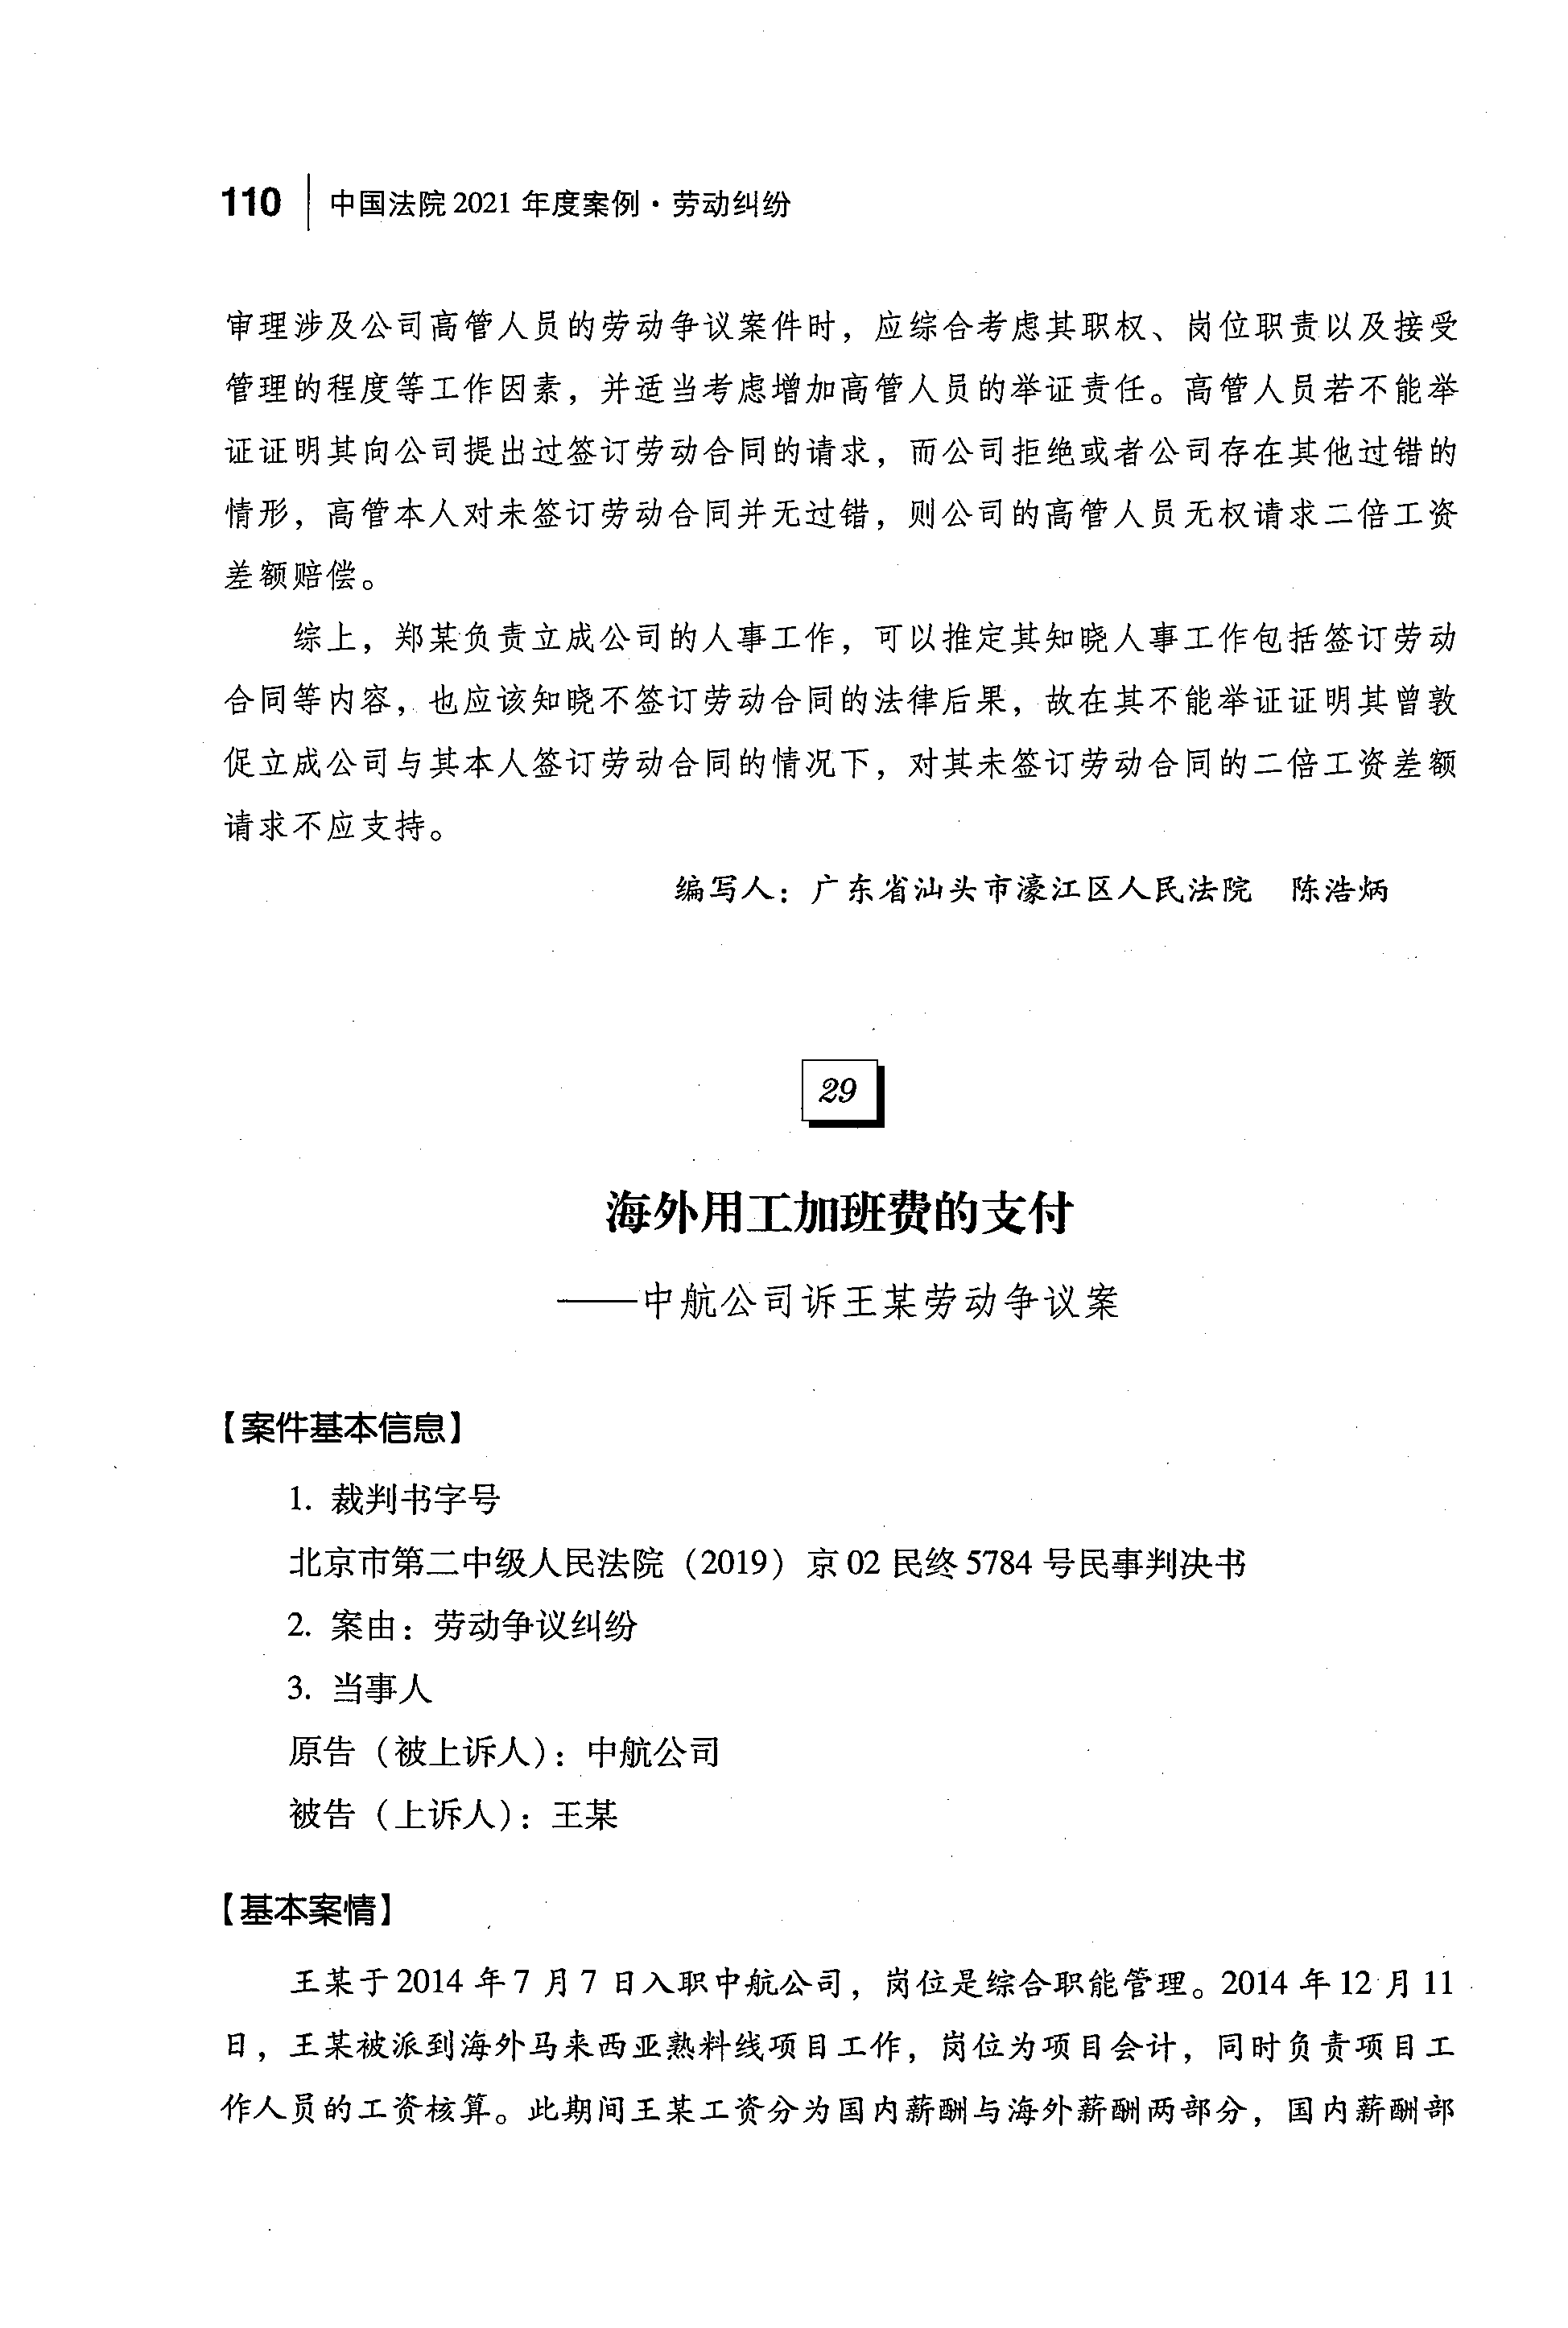 110 中国法院 2021 年度案例·劳动纠纷
审理涉及公司高管人员的劳动争议案件时，应综合考虑其职权、岗位职责以及接受
管理的程度等工作因素，并适当考虑增加高管人员的举证责任。高管人员若不能举
证证明其向公司提出过签订劳动合同的请求，而公司拒绝或者公司存在其他过错的
情形，高管本人对未签订劳动合同并无过错，则公司的高管人员无权请求二倍工资
差额赔偿。
综上，郑某负责立成公司的人事工作，可以推定其知晓人事工作包括签订劳动
合同等内容，也应该知晓不签订劳动合同的法律后果，故在其不能举证证明其曾敦
促立成公司与其本人签订劳动合同的情况下，对其未签订劳动合同的二倍工资差额
请求不应支持。
编写人：广东省汕头市濠江区人民法院 陈浩炳
29
海外用工加班费的支付
——中航公司诉王某劳动争议案
【案件基本信息】
1. 裁判书字号
北京市第二中级人民法院（2019）京 02 民终 5784 号民事判决书
2. 案由：劳动争议纠纷
3. 当事人
原告（被上诉人）：中航公司
被告（上诉人）：王某
【基本案情】
王某于 2014 年 7 月 7 日入职中航公司，岗位是综合职能管理。2014 年 12 月 11
日，王某被派到海外马来西亚熟料线项目工作，岗位为项目会计，同时负责项目工
作人员的工资核算。此期间王某工资分为国内薪酬与海外薪酬两部分，国内薪酬部